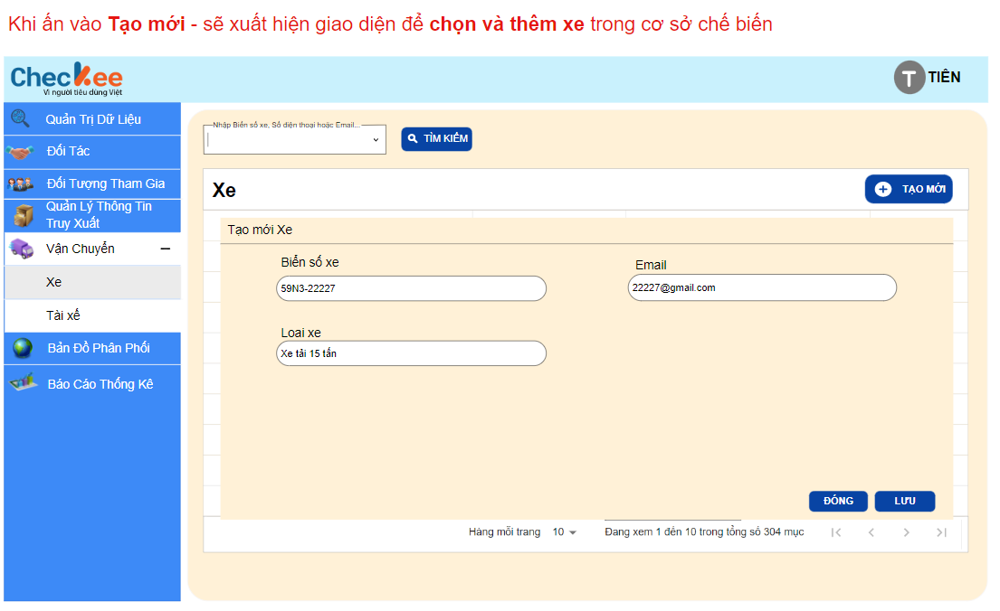 Khi ấn vào Tạo mới - sẽ xuất hiện giao diện để chọn và thêm xe trong cơ sở chế biến
Checkee
Vì người tiêu dùng Việt
T TIÊN
Quản Trị Dữ Liệu
Đối Tác
Đối Tượng Tham Gia
Quản Lý Thông Tin
Truy Xuất
Vận Chuyển
Xe
Tài xế
Bản Đồ Phân Phối
Báo Cáo Thống Kê
Nhập Biển số xe, Số điện thoại hoặc Email...
TÌM KIẾM
Xe
TẠO MỚI
Tạo mới Xe
Biển số xe
Email
59N3-22227
22227@gmail.com
Loại xe
Xe tải 15 tấn
ĐÓNG
LƯU
Hàng mỗi trang 10 Đang xem 1 đến 10 trong tổng số 304 mục